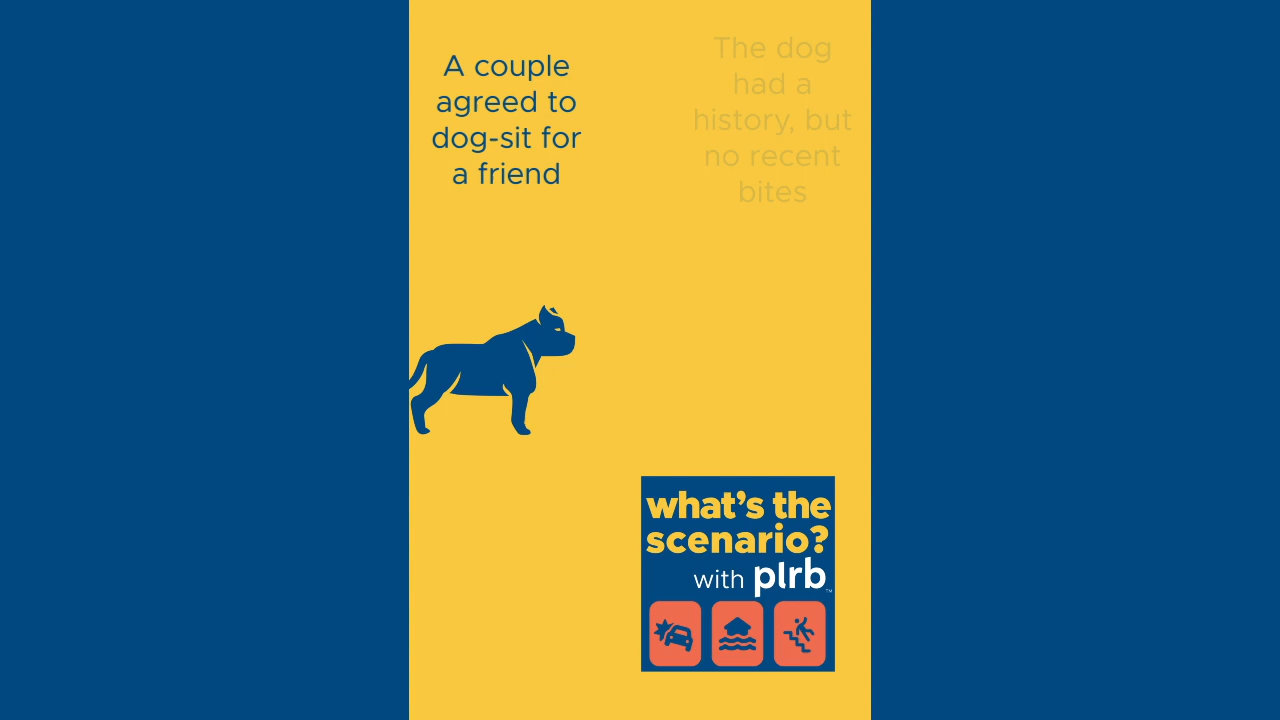 A couple
agreed to
dog-sit for
a friend
The dog
had a
history, but
no recent
bites
what's the
scenario?
with plrb™